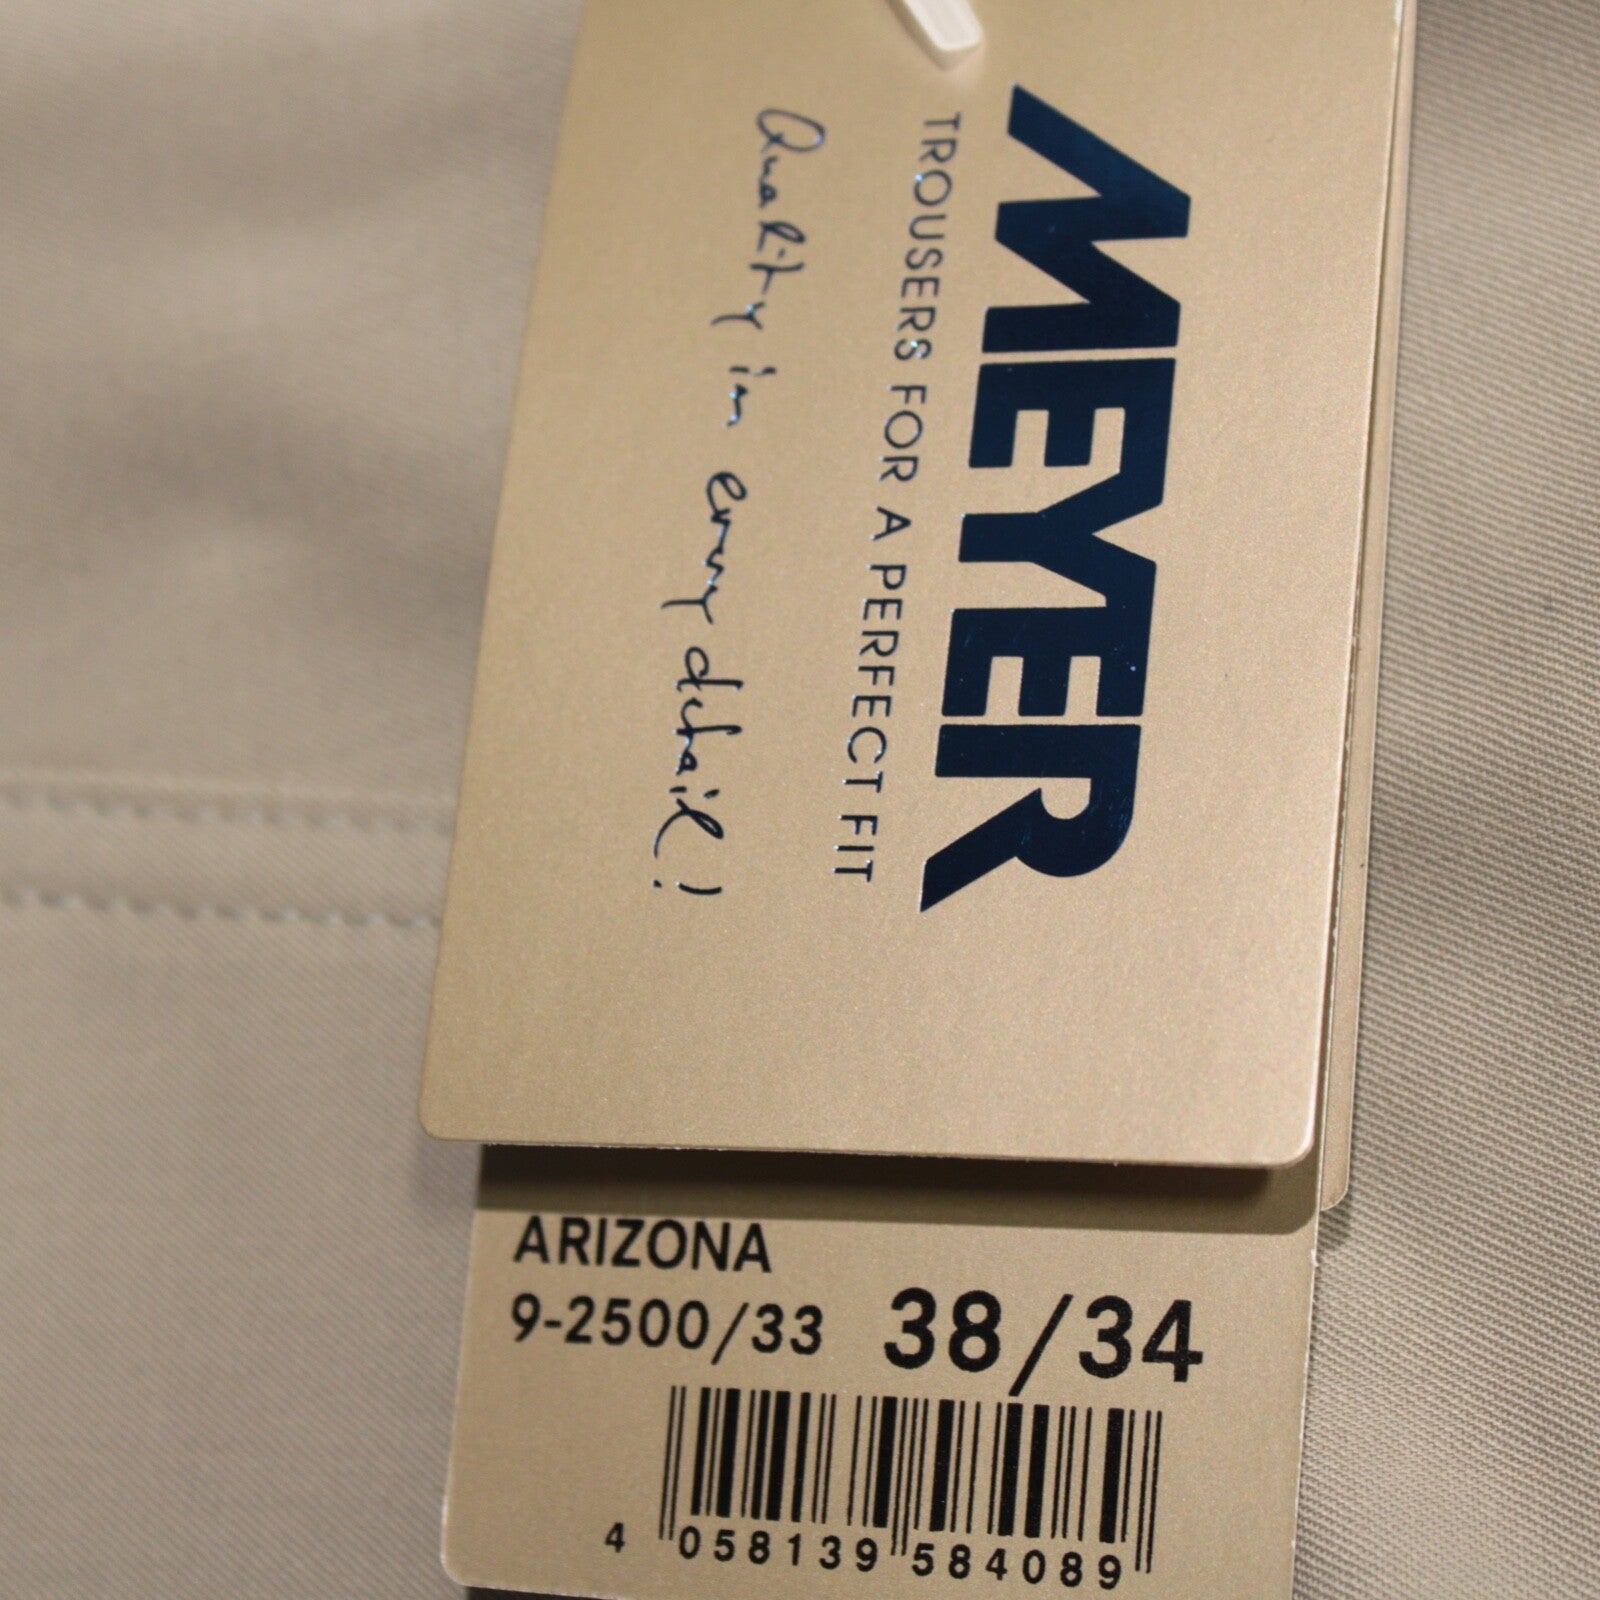 MEYER
TROUSERS FOR A PERFECT FIT
Quality in every detail!
ARIZONA
9-2500/33 38/34
4 058139 584089